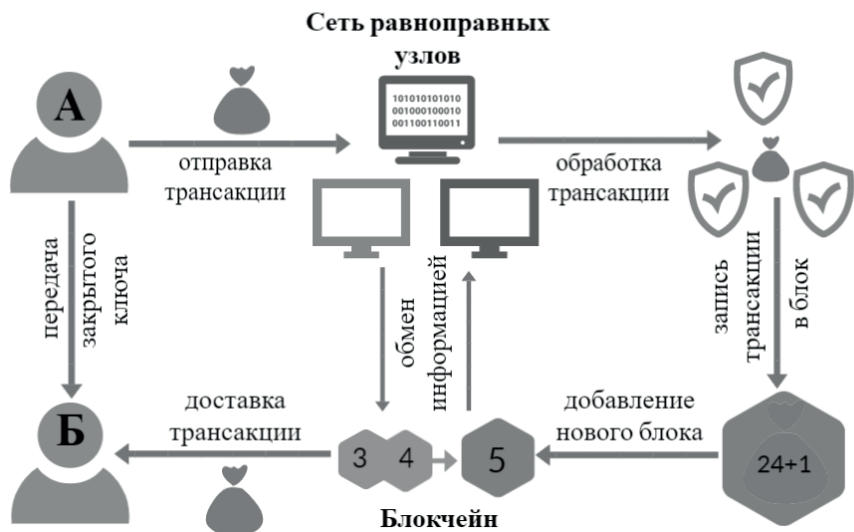 Сеть равноправных
узлов
А
101010101010
001000100010
001100110011
отправка
трансакции
обработка
трансакции
передача
закрытого
ключа
обмен
информацией
запись
трансакции
в блок
Б
доставка
трансакции
3
4
5
добавление
нового блока
24+1
Блокчейн